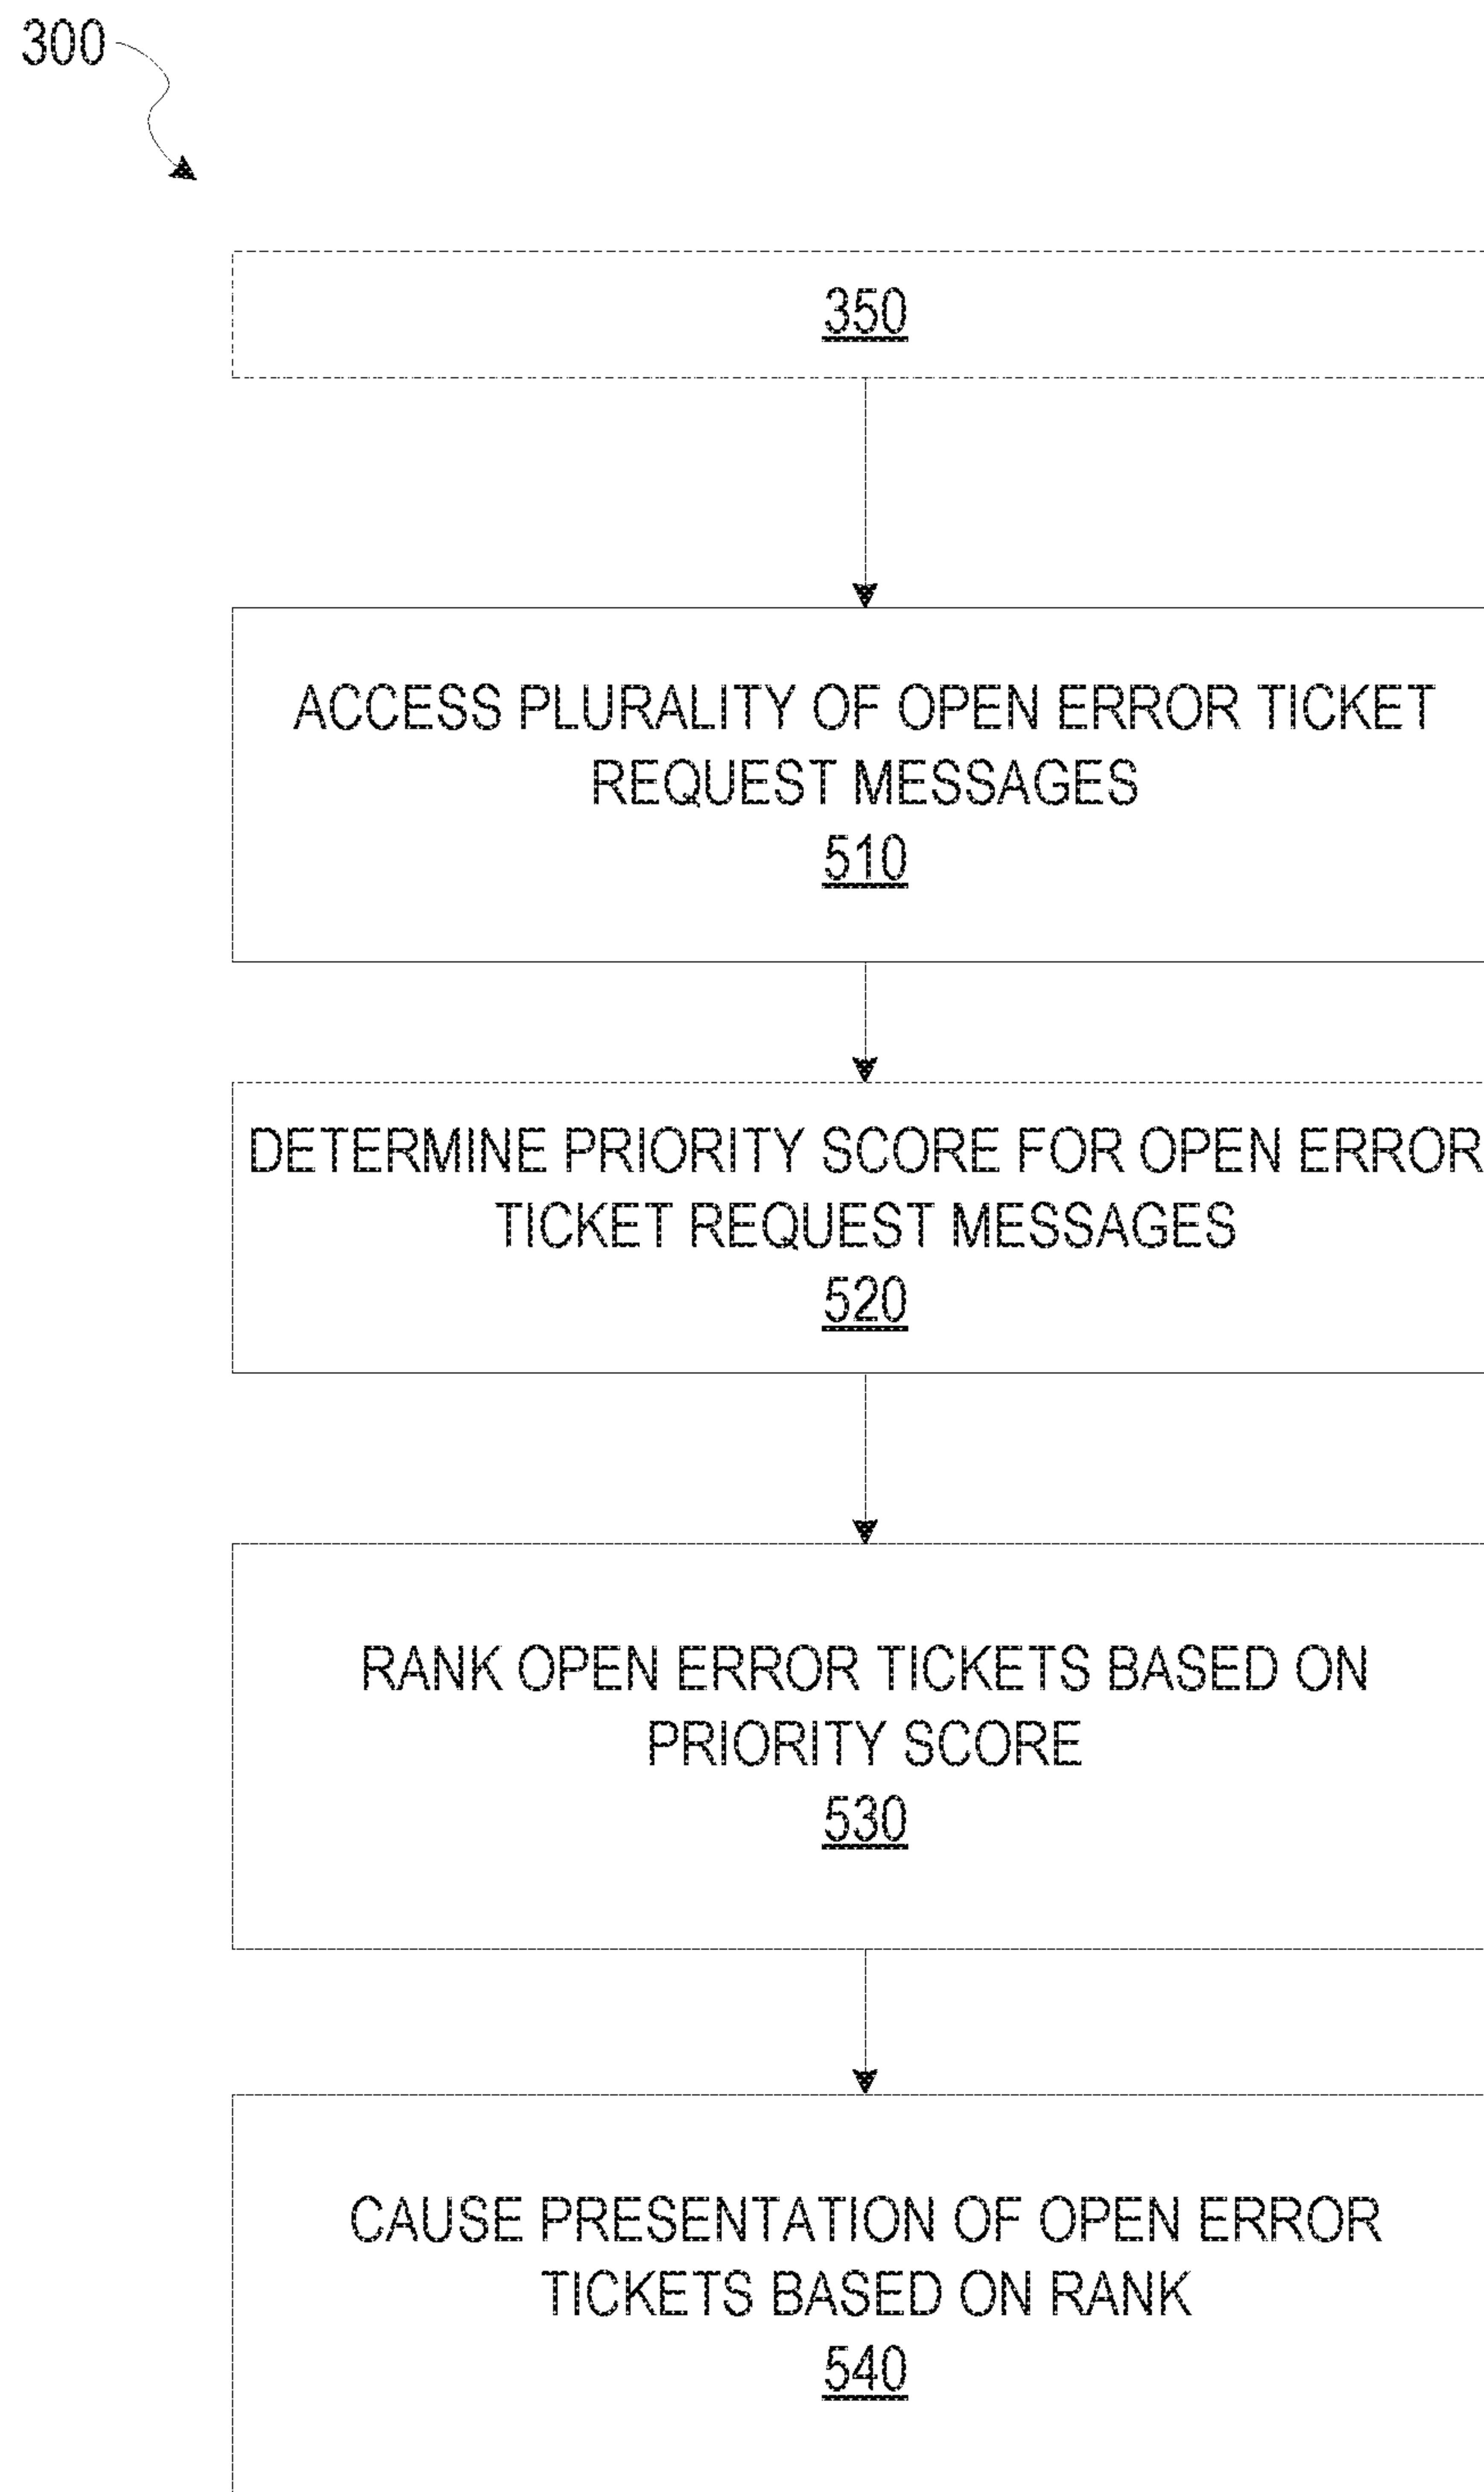 300
350
ACCESS PLURALITY OF OPEN ERROR TICKET
REQUEST MESSAGES
510
DETERMINE PRIORITY SCORE FOR OPEN ERROR
TICKET REQUEST MESSAGES
520
RANK OPEN ERROR TICKETS BASED ON
PRIORITY SCORE
530
CAUSE PRESENTATION OF OPEN ERROR
TICKETS BASED ON RANK
540